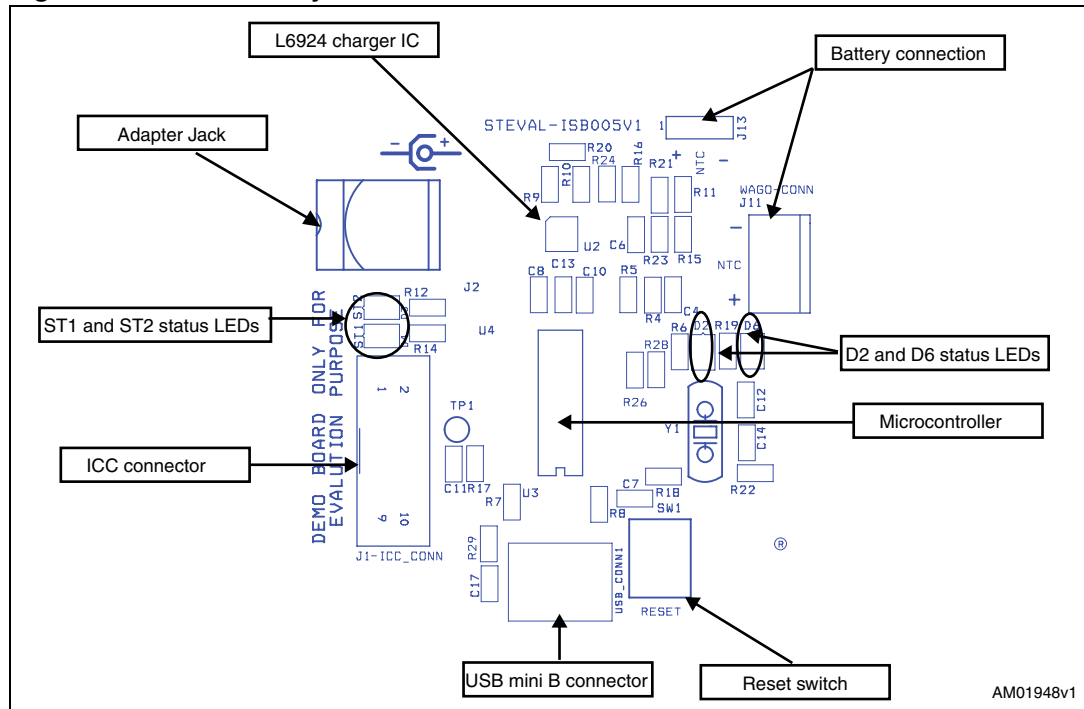 L6924 charger IC
Battery connection
Adapter Jack
STEVAL-ISB005V1
1
J13
- +
R20
R16
R24
R10
R9
+
NTC
-
R21
R11
WAGO-CONN
J11
-
NTC
+
U2
C6
R23
R15
C8
C13
C10
R5
R4
C4
J2
R12
ST2
ST1
D4
R14
U4
ST1 and ST2 status LEDs
R6
D2
R19
D6
D2 and D6 status LEDs
R28
R26
C12
Microcontroller
Y1
C14
R22
DEMO BOARD ONLY FOR
EVALUTION PURPOSE
1
2
9
10
TP1
ICC connector
C11
R17
R7
U3
R8
C7
R18
SW1
J1-ICC_CONN
R29
C17
USB_CONN1
RESET
®
USB mini B connector
Reset switch
AM01948v1